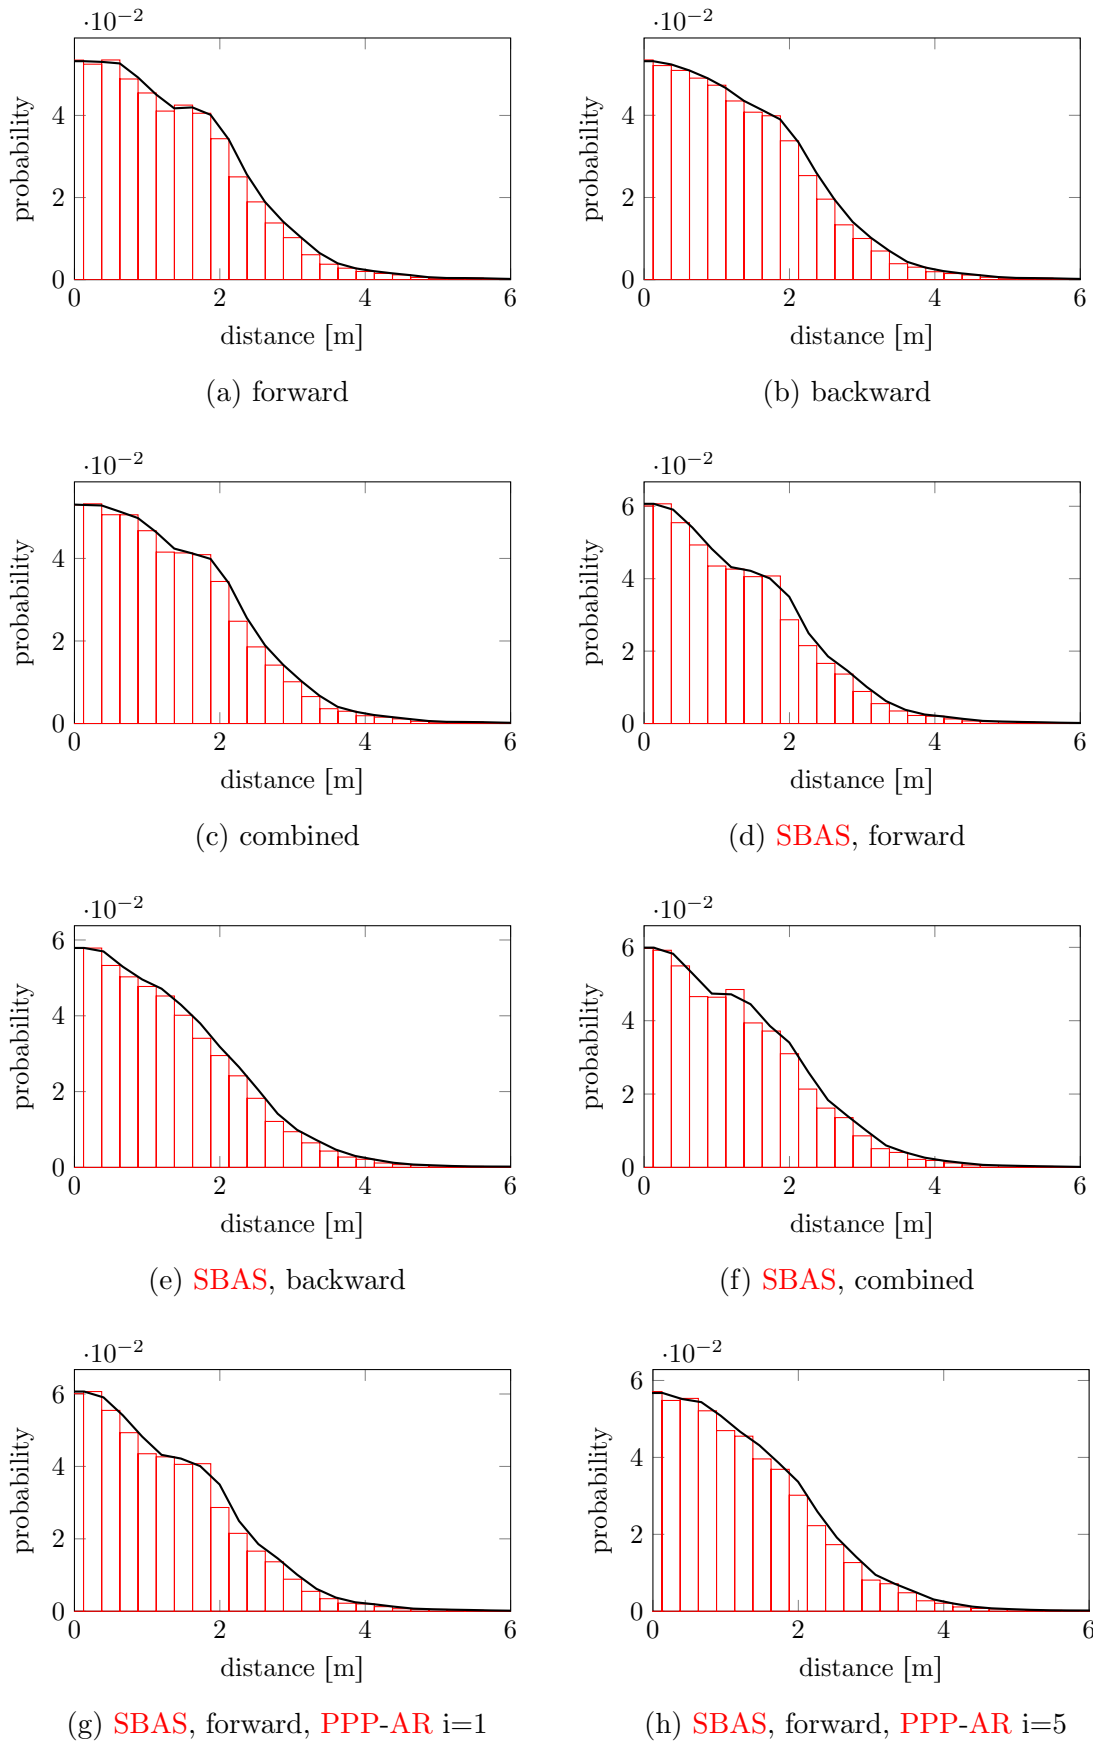 ·10−2
probability
4
2
0
0 2 4 6
distance [m]
(a) forward
·10−2
probability
4
2
0
0 2 4 6
distance [m]
(b) backward
·10−2
probability
4
2
0
0 2 4 6
distance [m]
(c) combined
·10−2
probability
6
4
2
0
0 2 4 6
distance [m]
(d) SBAS, forward
·10−2
probability
6
4
2
0
0 2 4 6
distance [m]
(e) SBAS, backward
·10−2
probability
6
4
2
0
0 2 4 6
distance [m]
(f) SBAS, combined
·10−2
probability
6
4
2
0
0 2 4 6
distance [m]
(g) SBAS, forward, PPP-AR i=1
·10−2
probability
6
4
2
0
0 2 4 6
distance [m]
(h) SBAS, forward, PPP-AR i=5